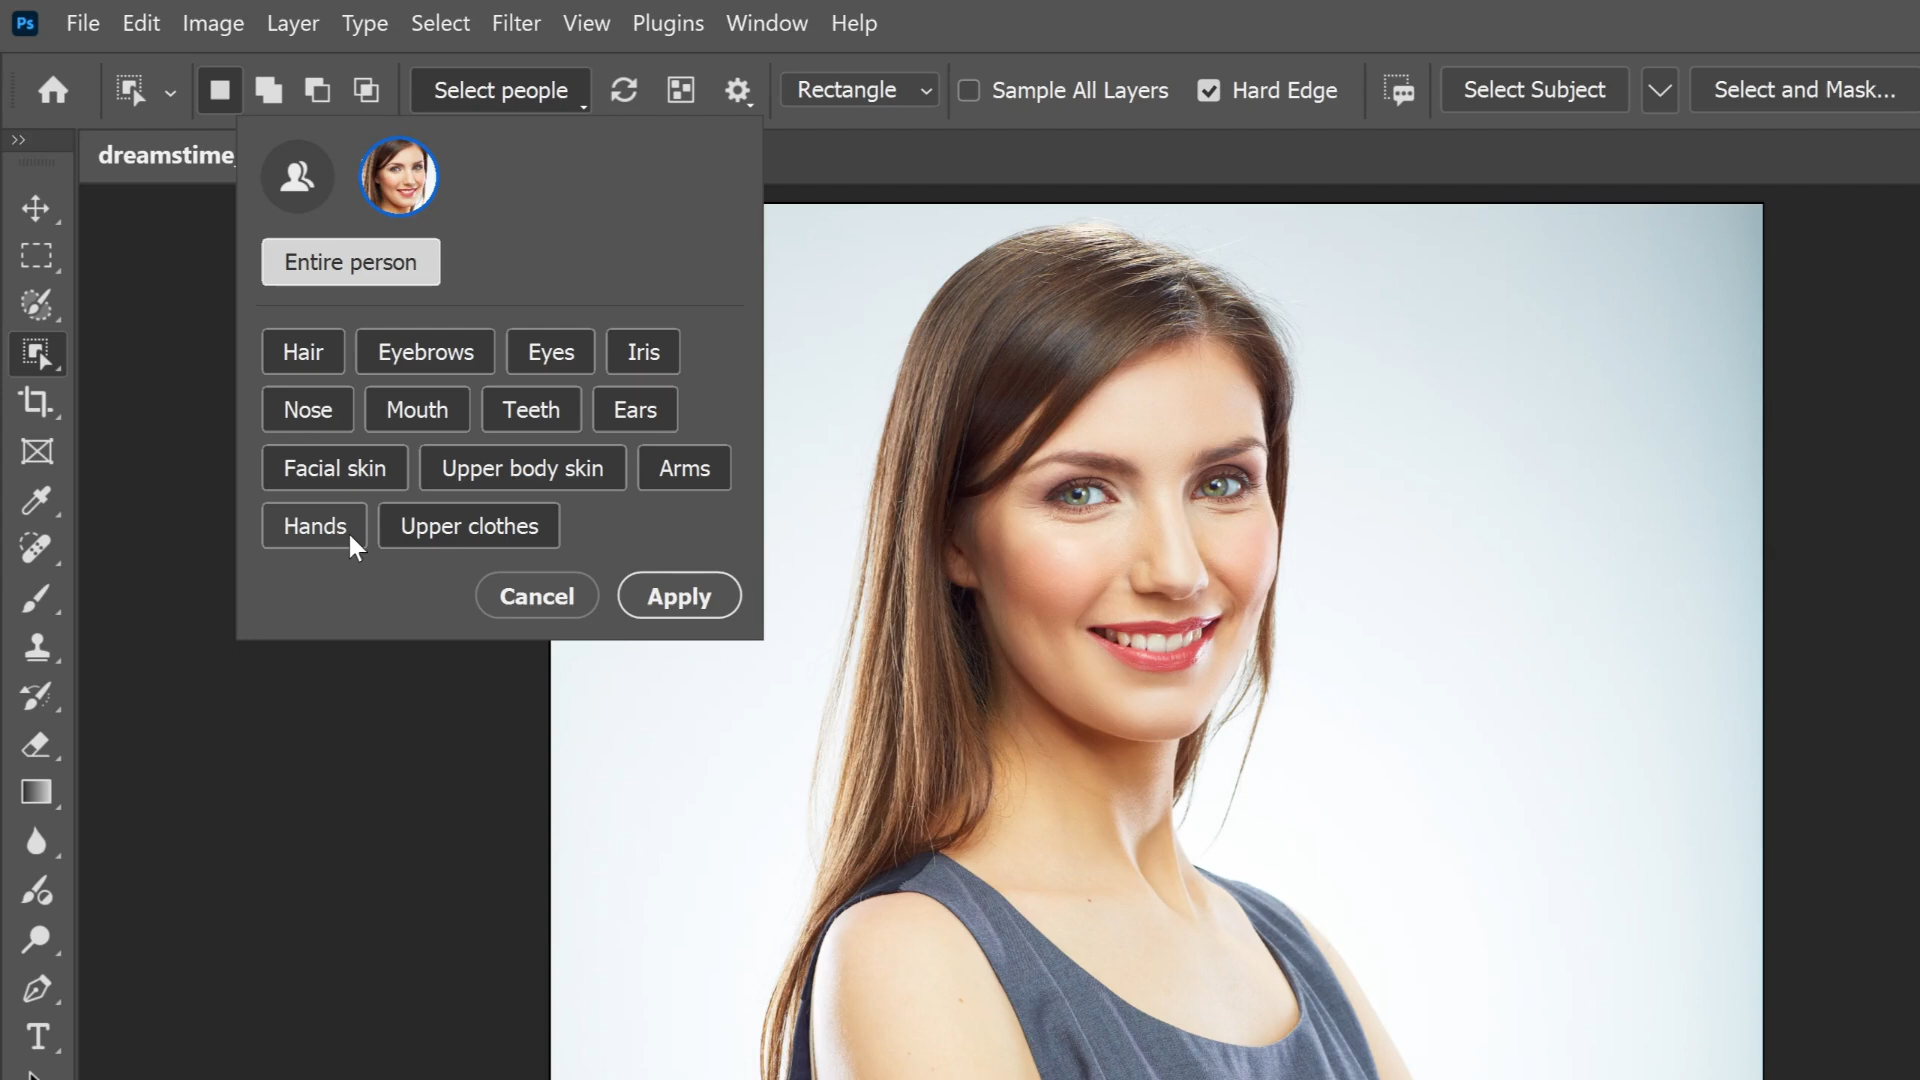 Ps File Edit Image Layer Type Select Filter View Plugins Window Help
Select people Rectangle Sample All Layers Hard Edge Select Subject Select and Mask...
dreamstime_
Entire person
Hair Eyebrows Eyes Iris
Nose Mouth Teeth Ears
Facial skin Upper body skin Arms
Hands Upper clothes
Cancel Apply
T